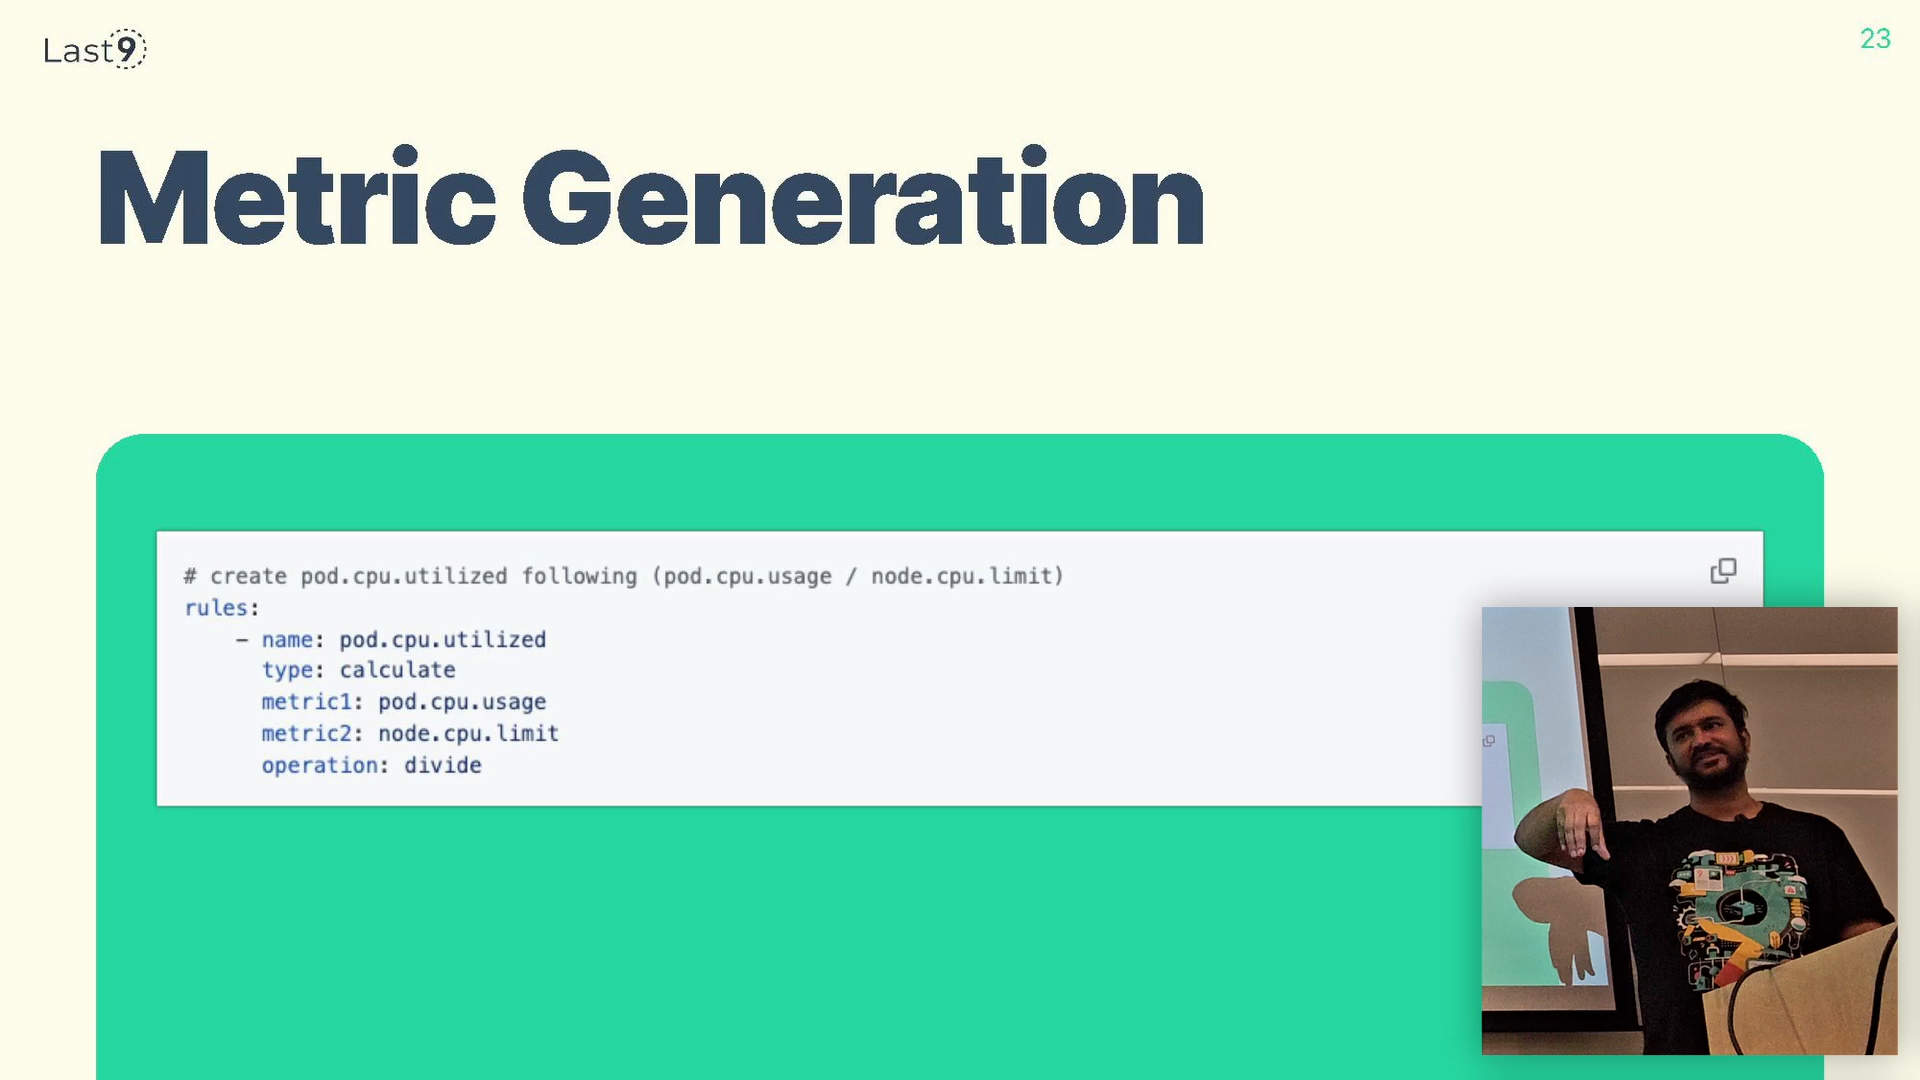 Last9
23
Metric Generation
# create pod.cpu.utilized following (pod.cpu.usage / node.cpu.limit)
rules:
    - name: pod.cpu.utilized
      type: calculate
      metric1: pod.cpu.usage
      metric2: node.cpu.limit
      operation: divide